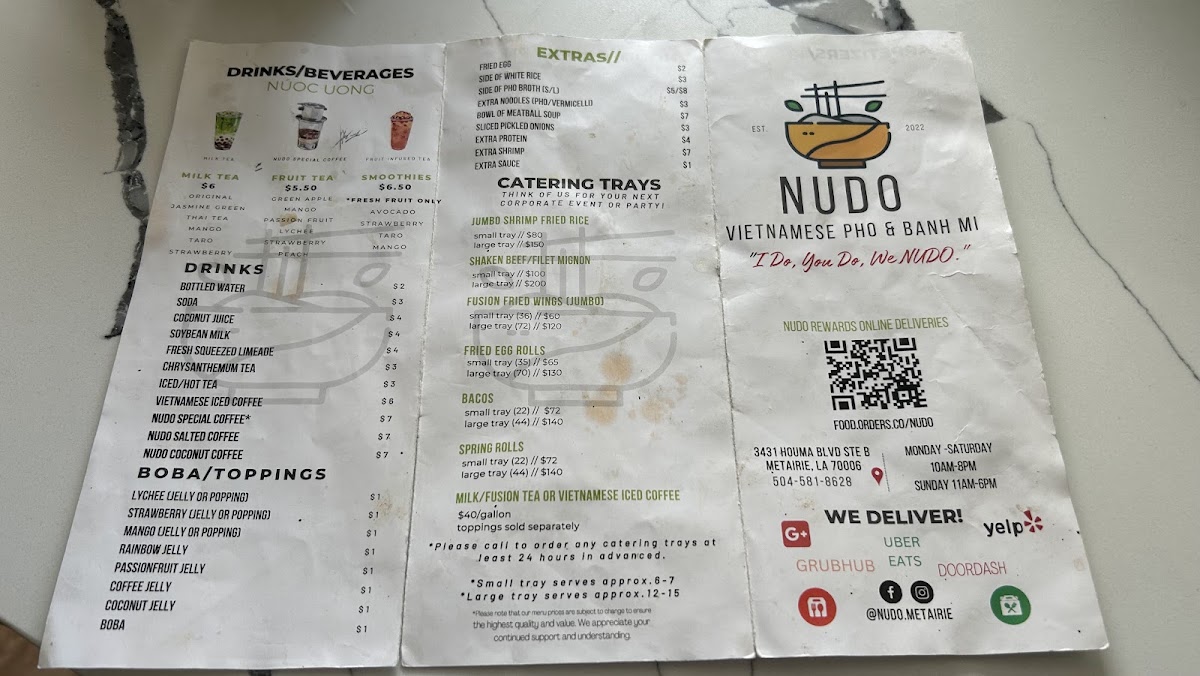 DRINKS/BEVERAGES
NUOC UONG
MILK TEA
NUDO SPECIAL COFFEE
FRUIT INFUSED TEA
MILK TEA
$6
ORIGINAL
JASMINE GREEN
THAI TEA
MANGO
TARO
STRAWBERRY
FRUIT TEA
$5.50
GREEN APPLE
MANGO
PASSION FRUIT
LYCHEE
STRAWBERRY
PEACH
SMOOTHIES
$6.50
*FRESH FRUIT ONLY
AVOCADO
STRAWBERRY
TARO
MANGO
DRINKS
BOTTLED WATER $2
SODA $3
COCONUT JUICE $4
SOYBEAN MILK $4
FRESH SQUEEZED LIMEADE $4
CHRYSANTHEMUM TEA $3
ICED/HOT TEA $3
VIETNAMESE ICED COFFEE $6
NUDO SPECIAL COFFEE* $7
NUDO SALTED COFFEE $7
NUDO COCONUT COFFEE $7
BOBA/TOPPINGS
LYCHEE (JELLY OR POPPING) $1
STRAWBERRY (JELLY OR POPPING) $1
MANGO (JELLY OR POPPING) $1
RAINBOW JELLY $1
PASSIONFRUIT JELLY $1
COFFEE JELLY $1
COCONUT JELLY $1
BOBA $1
EXTRAS//
FRIED EGG $2
SIDE OF WHITE RICE $3
SIDE OF PHO BROTH (S/L) $5/$8
EXTRA NOODLES (PHO/VERMICELLI) $3
BOWL OF MEATBALL SOUP $7
SLICED PICKLED ONIONS $3
EXTRA PROTEIN $4
EXTRA SHRIMP $7
EXTRA SAUCE $1
CATERING TRAYS
THINK OF US FOR YOUR NEXT
CORPORATE EVENT OR PARTY!
JUMBO SHRIMP FRIED RICE
small tray // $80
large tray // $150
SHAKEN BEEF/FILET MIGNON
small tray // $100
large tray // $200
FUSION FRIED WINGS (JUMBO)
small tray (36) // $60
large tray (72) // $120
FRIED EGG ROLLS
small tray (35) // $65
large tray (70) // $130
BACOS
small tray (22) // $72
large tray (44) // $140
SPRING ROLLS
small tray (22) // $72
large tray (44) // $140
MILK/FUSION TEA OR VIETNAMESE ICED COFFEE
$40/gallon
toppings sold separately
*Please call to order any catering trays at
least 24 hours in advanced.
*Small tray serves approx.6-7
*Large tray serves approx.12-15
*Please note that our menu prices are subject to change to ensure
the highest quality and value. We appreciate your
continued support and understanding.
EST. 2022
NUDO
VIETNAMESE PHO & BANH MI
"I Do, You Do, We NUDO."
NUDO REWARDS ONLINE DELIVERIES
FOOD.ORDERS.CO/NUDO
3431 HOUMA BLVD STE B
METAIRIE, LA 70006
504-581-8628
MONDAY-SATURDAY
10AM-8PM
SUNDAY 11AM-6PM
WE DELIVER!
G+
yelp
UBER
EATS
GRUBHUB
DOORDASH
@NUDO.METAIRIE